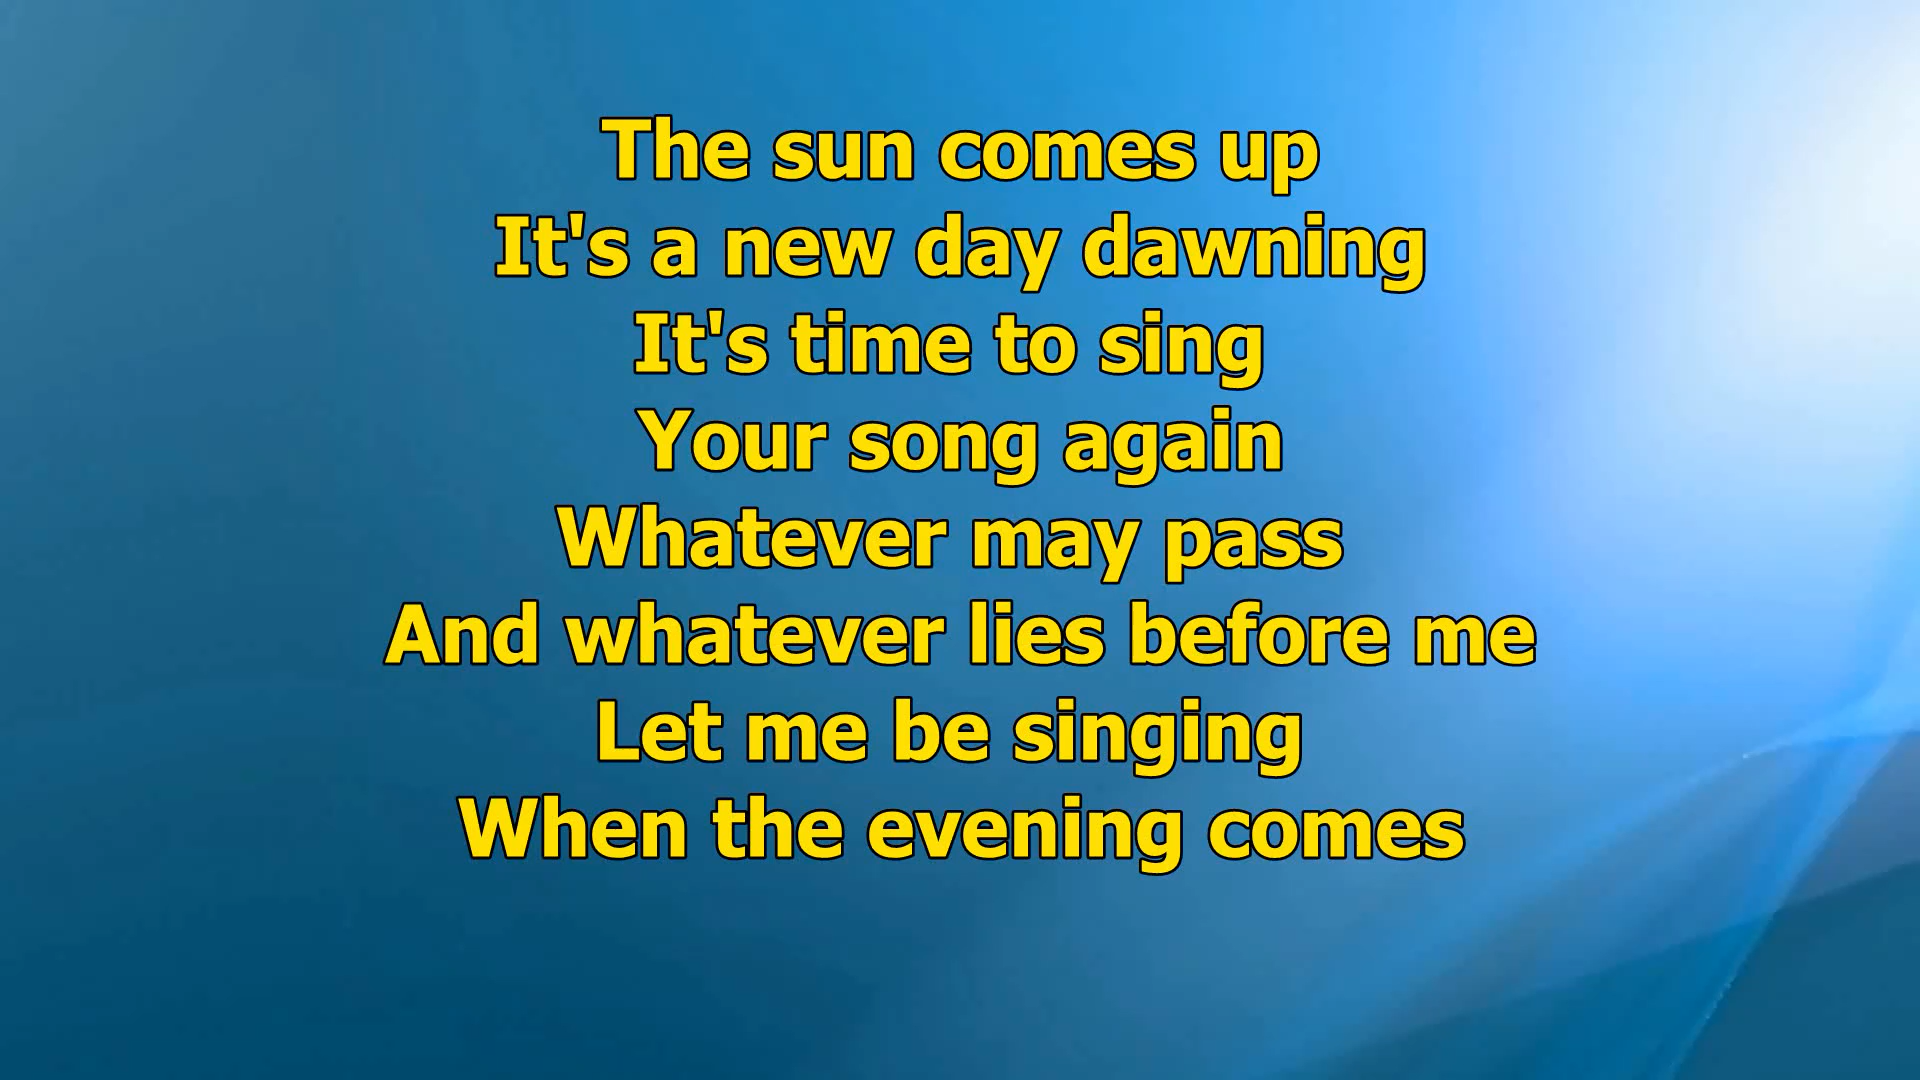 The sun comes up
It's a new day dawning
It's time to sing
Your song again
Whatever may pass
And whatever lies before me
Let me be singing
When the evening comes